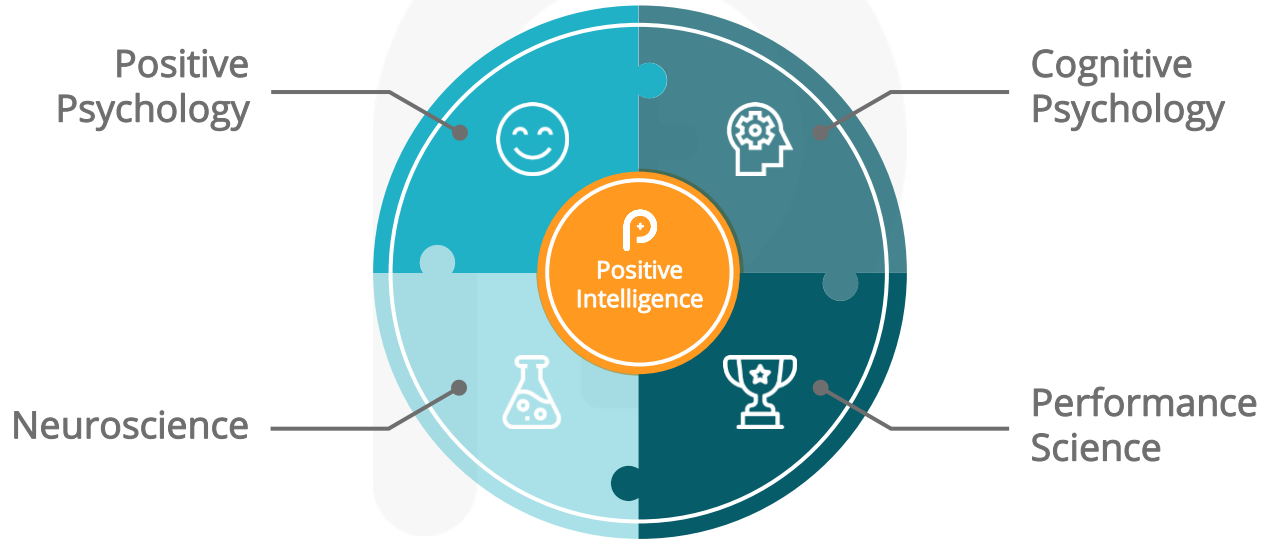 Positive
Psychology
Cognitive
Psychology
Positive
Intelligence
Neuroscience
Performance
Science